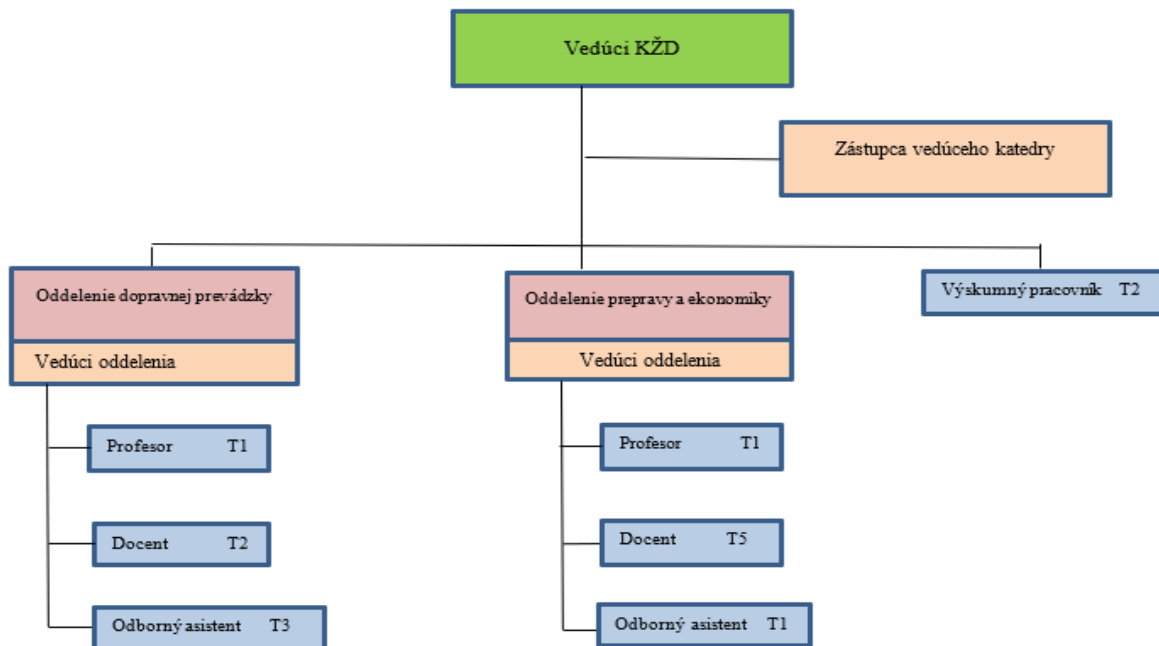 Vedúci KŽD
Zástupca vedúceho katedry
Oddelenie dopravnej prevádzky
Vedúci oddelenia
Profesor T1
Docent T2
Odborný asistent T3
Oddelenie prepravy a ekonomiky
Vedúci oddelenia
Profesor T1
Docent T5
Odborný asistent T1
Výskumný pracovník T2